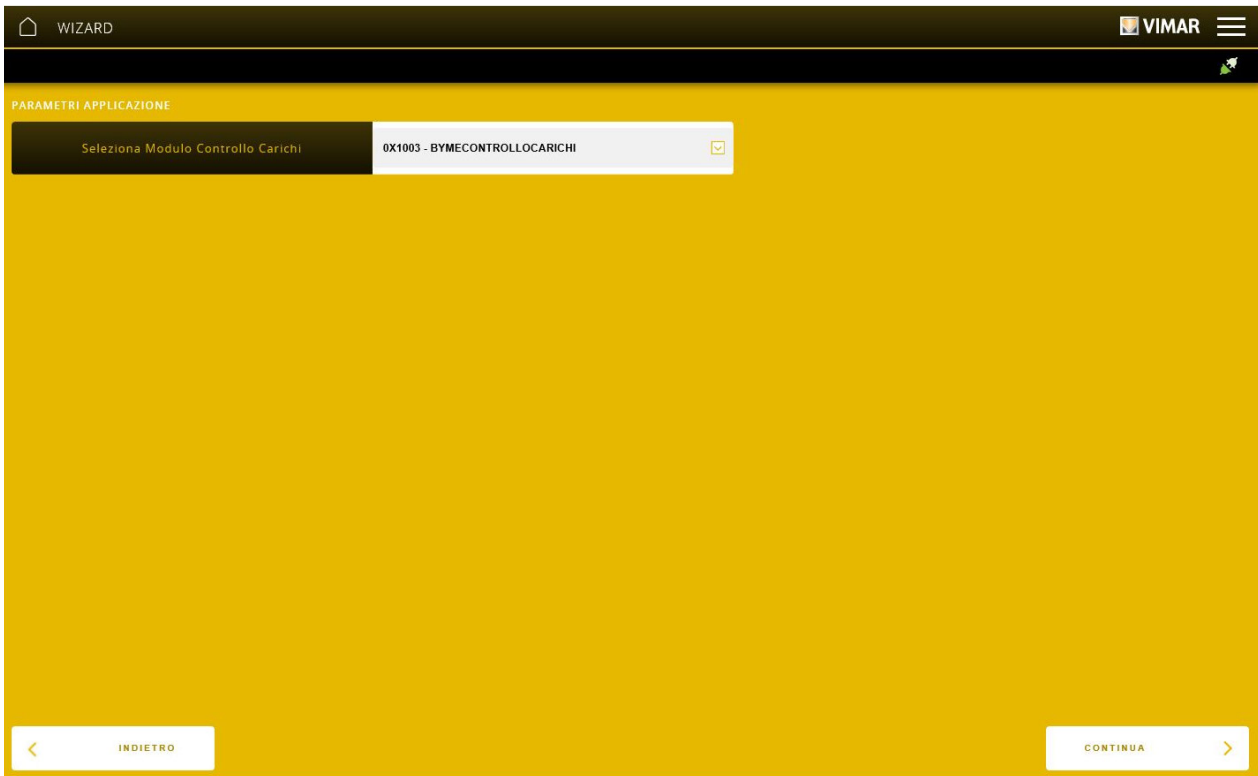 WIZARD
VIMAR
PARAMETRI APPLICAZIONE
Seleziona Modulo Controllo Carichi
0X1003 - BYMECONTROLLOCARICHI
INDIETRO
CONTINUA